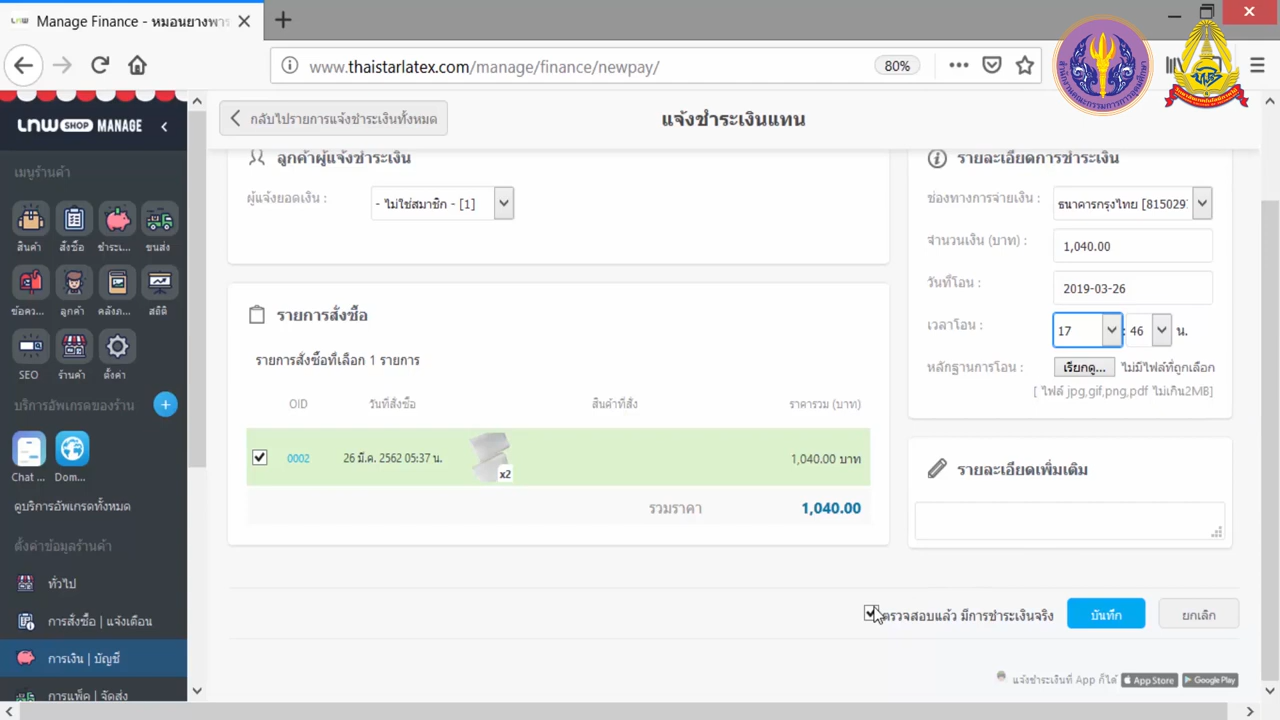 Manage Finance - หมอนยางพาร
www.thaistarlatex.com/manage/finance/newpay/
80%
LNW SHOP MANAGE
กลับไปรายการแจ้งชำระเงินทั้งหมด
แจ้งชำระเงินแทน
เมนูร้านค้า
สินค้า
สั่งซื้อ
ชำระเ...
ขนส่ง
ข้อคว...
ลูกค้า
คลังภ...
สถิติ
SEO
ร้านค้า
ตั้งค่า
บริการอัพเกรดของร้าน
Chat ...
Dom...
ดูบริการอัพเกรดทั้งหมด
ตั้งค่าข้อมูลร้านค้า
ทั่วไป
การสั่งซื้อ | แจ้งเตือน
การเงิน | บัญชี
การแพ็ค | จัดส่ง
ลูกค้าผู้แจ้งชำระเงิน
ผู้แจ้งยอดเงิน :
- ไม่ใช่สมาชิก - [1]
รายการสั่งซื้อ
รายการสั่งซื้อที่เลือก 1 รายการ
OID วันที่สั่งซื้อ สินค้าที่สั่ง ราคารวม (บาท)
0002 26 มี.ค. 2562 05:37 น. x2 1,040.00 บาท
รวมราคา 1,040.00
รายละเอียดการชำระเงิน
ช่องทางการจ่ายเงิน : ธนาคารกรุงไทย [815029
จำนวนเงิน (บาท) : 1,040.00
วันที่โอน : 2019-03-26
เวลาโอน : 17 : 46 น.
หลักฐานการโอน : เรียกดู... ไม่มีไฟล์ที่ถูกเลือก
[ ไฟล์ jpg,gif,png,pdf ไม่เกิน2MB]
รายละเอียดเพิ่มเติม
ตรวจสอบแล้ว มีการชำระเงินจริง
บันทึก
ยกเลิก
แจ้งชำระเงินที่ App ก็ได้ App Store Google Play